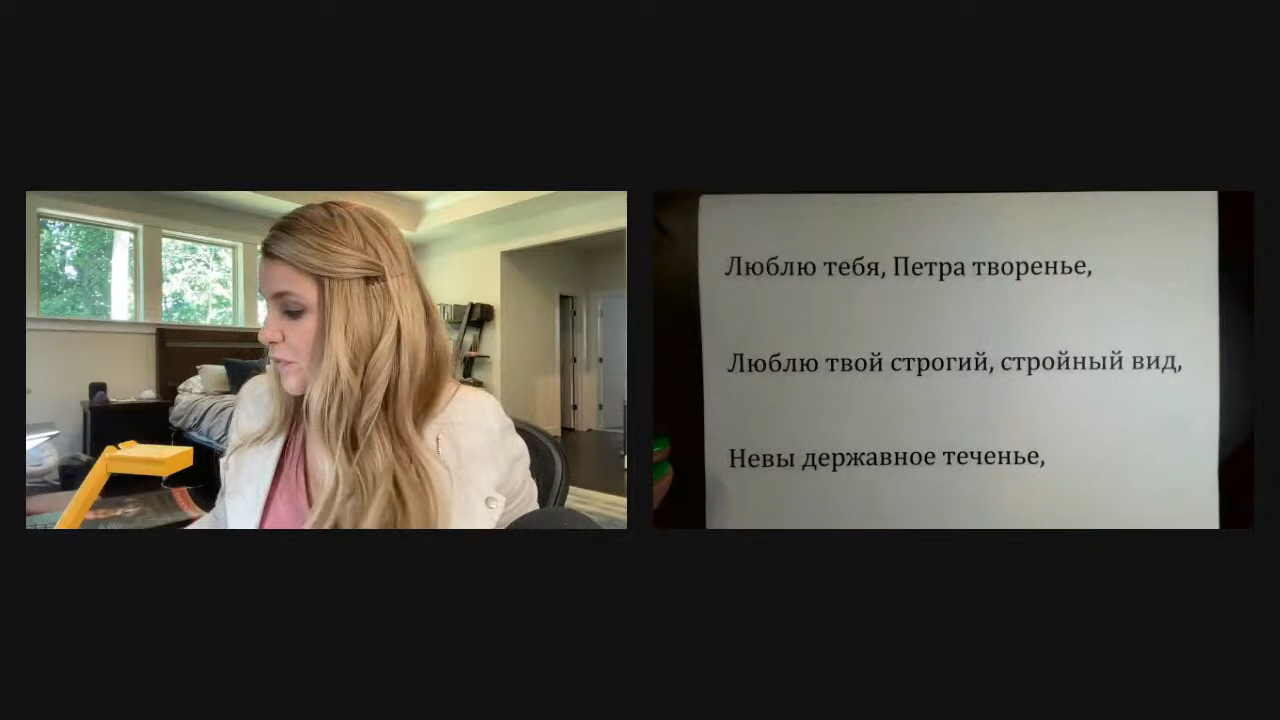 Люблю тебя, Петра творенье,
Люблю твой строгий, стройный вид,
Невы державное теченье,